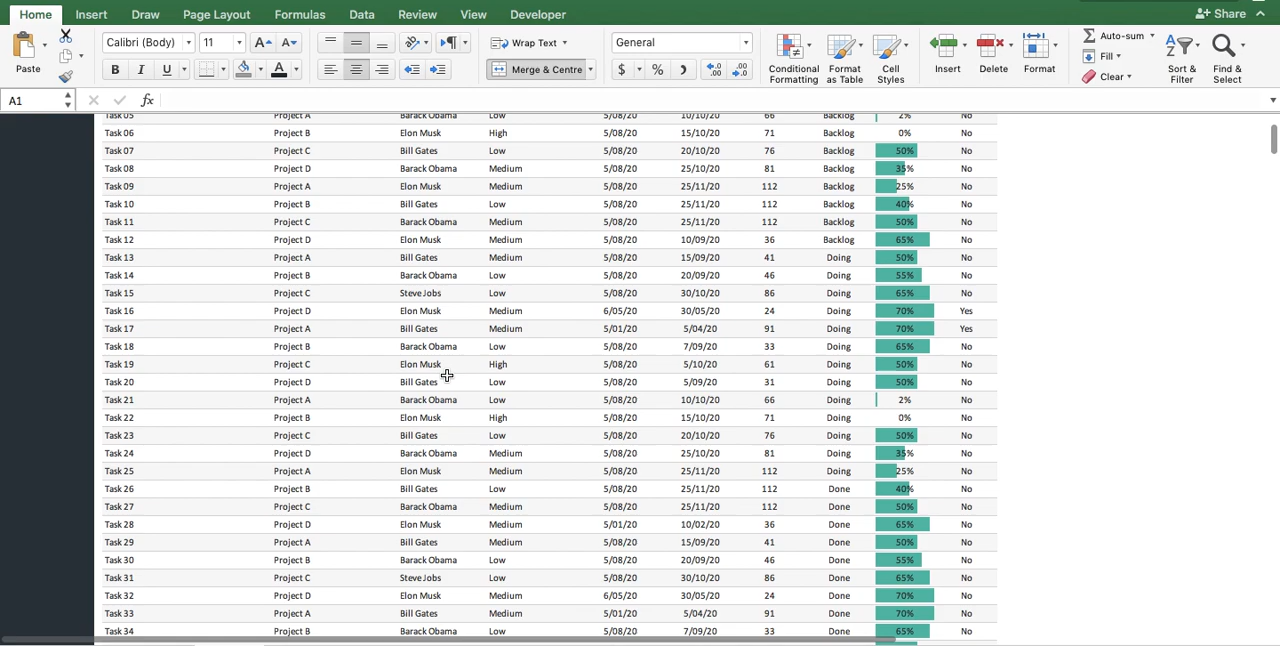 Home Insert Draw Page Layout Formulas Data Review View Developer Share
Calibri (Body) 11 A A Wrap Text General Auto-sum
Paste B I U Merge & Centre $ % Conditional Formatting Format as Table Cell Styles Insert Delete Format Fill Clear Sort & Filter Find & Select
A1 fx
Task 05 Project A Barack Obama Low 5/08/20 10/10/20 66 Backlog 2% No
Task 06 Project B Elon Musk High 5/08/20 15/10/20 71 Backlog 0% No
Task 07 Project C Bill Gates Low 5/08/20 20/10/20 76 Backlog 50% No
Task 08 Project D Barack Obama Medium 5/08/20 25/10/20 81 Backlog 35% No
Task 09 Project A Elon Musk Medium 5/08/20 25/11/20 112 Backlog 25% No
Task 10 Project B Bill Gates Low 5/08/20 25/11/20 112 Backlog 40% No
Task 11 Project C Barack Obama Medium 5/08/20 25/11/20 112 Backlog 50% No
Task 12 Project D Elon Musk Medium 5/08/20 10/09/20 36 Backlog 65% No
Task 13 Project A Bill Gates Medium 5/08/20 15/09/20 41 Doing 50% No
Task 14 Project B Barack Obama Low 5/08/20 20/09/20 46 Doing 55% No
Task 15 Project C Steve Jobs Low 5/08/20 30/10/20 86 Doing 65% No
Task 16 Project D Elon Musk Medium 6/05/20 30/05/20 24 Doing 70% Yes
Task 17 Project A Bill Gates Medium 5/01/20 5/04/20 91 Doing 70% Yes
Task 18 Project B Barack Obama Low 5/08/20 7/09/20 33 Doing 65% No
Task 19 Project C Elon Musk High 5/08/20 5/10/20 61 Doing 50% No
Task 20 Project D Bill Gates Low 5/08/20 5/09/20 31 Doing 50% No
Task 21 Project A Barack Obama Low 5/08/20 10/10/20 66 Doing 2% No
Task 22 Project B Elon Musk High 5/08/20 15/10/20 71 Doing 0% No
Task 23 Project C Bill Gates Low 5/08/20 20/10/20 76 Doing 50% No
Task 24 Project D Barack Obama Medium 5/08/20 25/10/20 81 Doing 35% No
Task 25 Project A Elon Musk Medium 5/08/20 25/11/20 112 Doing 25% No
Task 26 Project B Bill Gates Low 5/08/20 25/11/20 112 Done 40% No
Task 27 Project C Barack Obama Medium 5/08/20 25/11/20 112 Done 50% No
Task 28 Project D Elon Musk Medium 5/01/20 10/02/20 36 Done 65% No
Task 29 Project A Bill Gates Medium 5/08/20 15/09/20 41 Done 50% No
Task 30 Project B Barack Obama Low 5/08/20 20/09/20 46 Done 55% No
Task 31 Project C Steve Jobs Low 5/08/20 30/10/20 86 Done 65% No
Task 32 Project D Elon Musk Medium 6/05/20 30/05/20 24 Done 70% No
Task 33 Project A Bill Gates Medium 5/01/20 5/04/20 91 Done 70% No
Task 34 Project B Barack Obama Low 5/08/20 7/09/20 33 Done 65% No